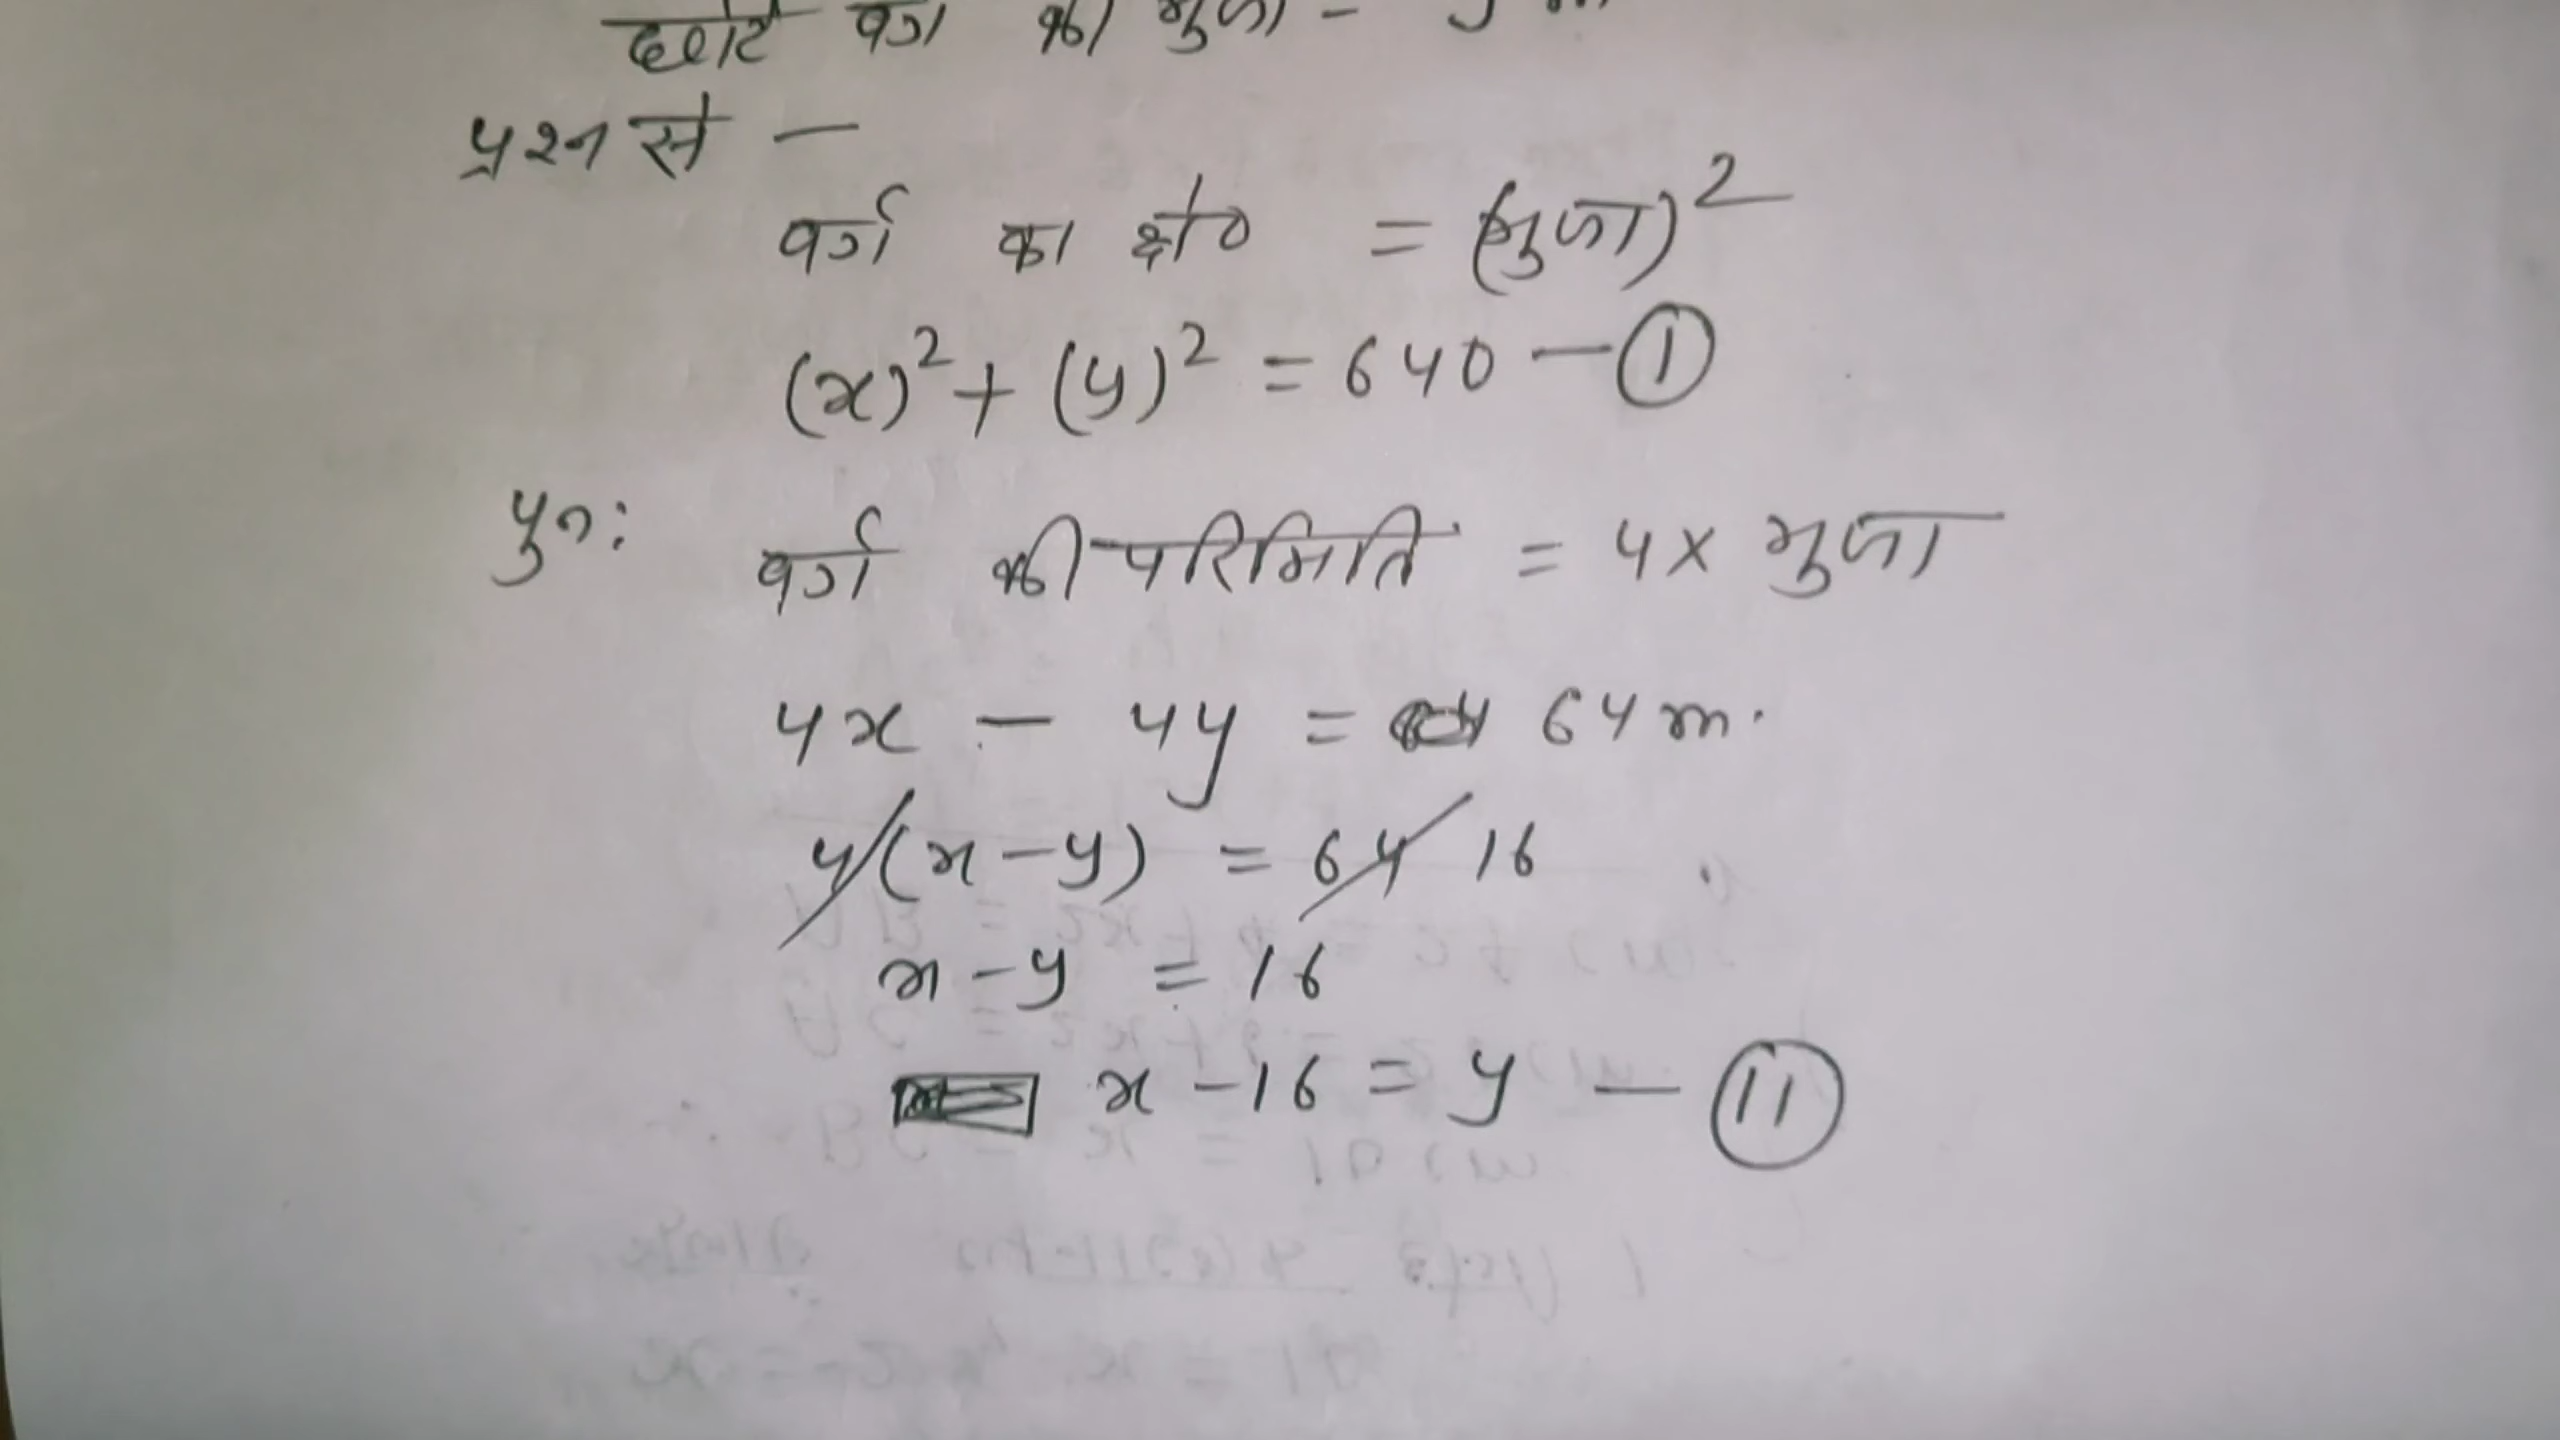 छोटे वर्ग की भुजा - y m
प्रश्न से —
वर्ग का क्षे० = (भुजा)²
(x)² + (y)² = 640 — ①
पुनः वर्ग की परिमिति = 4 x भुजा
4x - 4y = 64 m.
4(x-y) = 64 16
x - y = 16
x - 16 = y — ⑪